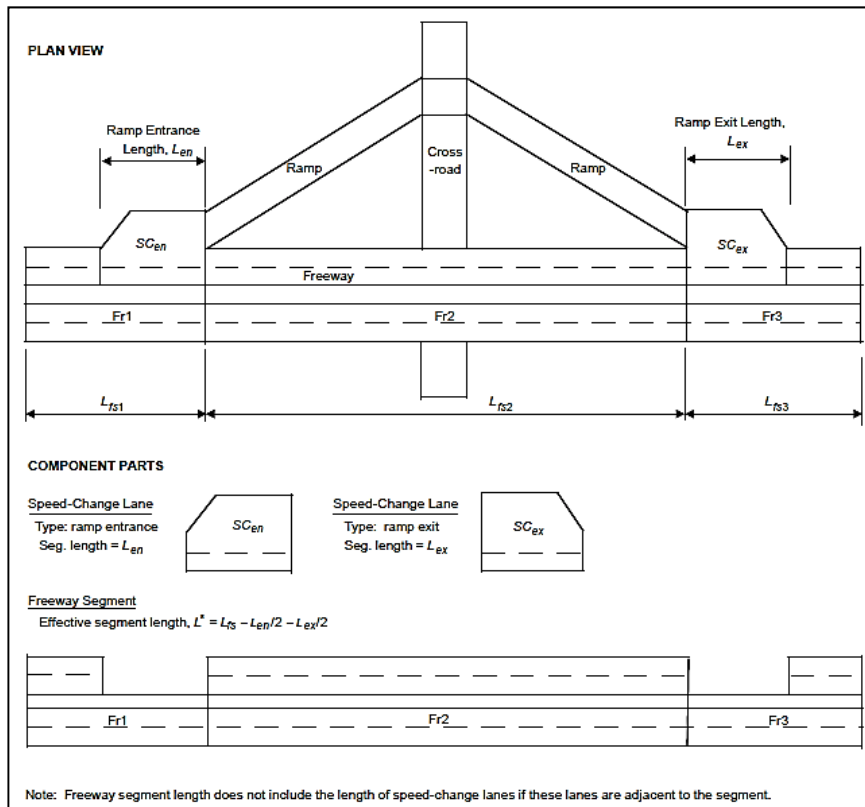 PLAN VIEW
Ramp Entrance
Length, Len
Ramp Exit Length,
Lex
Cross
-road
Ramp
Ramp
SCen
SCex
Freeway
Fr1
Fr2
Fr3
Lfs1
Lfs2
Lfs3
COMPONENT PARTS
Speed-Change Lane
Type: ramp entrance
Seg. length = Len
SCen
Speed-Change Lane
Type: ramp exit
Seg. length = Lex
SCex
Freeway Segment
Effective segment length, L* = Lfs – Len/2 – Lex/2
Fr1
Fr2
Fr3
Note: Freeway segment length does not include the length of speed-change lanes if these lanes are adjacent to the segment.